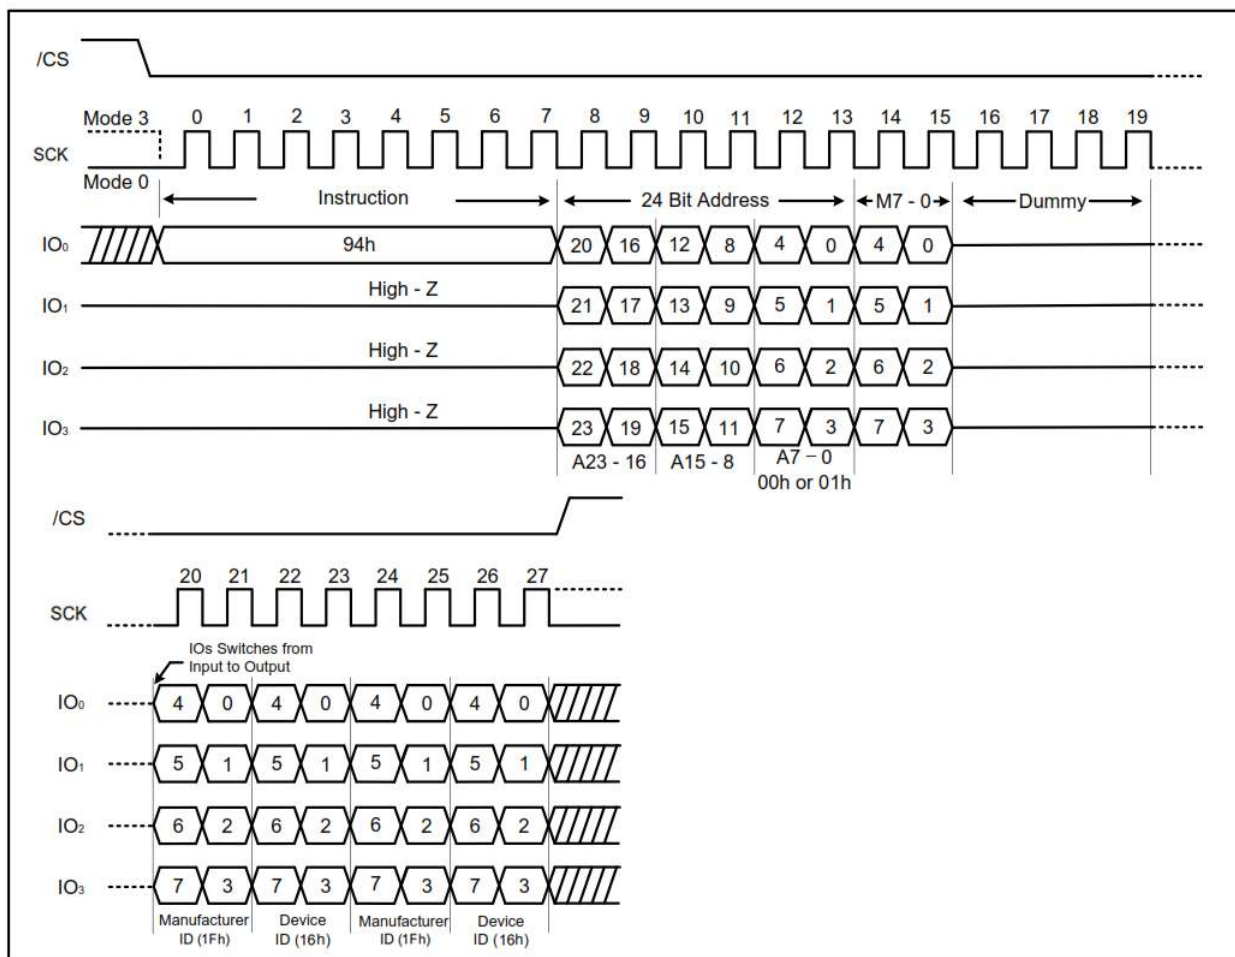 /CS
Mode 3 0 1 2 3 4 5 6 7 8 9 10 11 12 13 14 15 16 17 18 19
SCK
Mode 0
Instruction 24 Bit Address M7 - 0 Dummy
IO0 94h 20 16 12 8 4 0 4 0
High - Z
IO1 21 17 13 9 5 1 5 1
High - Z
IO2 22 18 14 10 6 2 6 2
High - Z
IO3 23 19 15 11 7 3 7 3
A23 - 16 A15 - 8 A7 – 0
00h or 01h
/CS
20 21 22 23 24 25 26 27
SCK
IOs Switches from
Input to Output
IO0 4 0 4 0 4 0 4 0
IO1 5 1 5 1 5 1 5 1
IO2 6 2 6 2 6 2 6 2
IO3 7 3 7 3 7 3 7 3
Manufacturer Device Manufacturer Device
ID (1Fh) ID (16h) ID (1Fh) ID (16h)